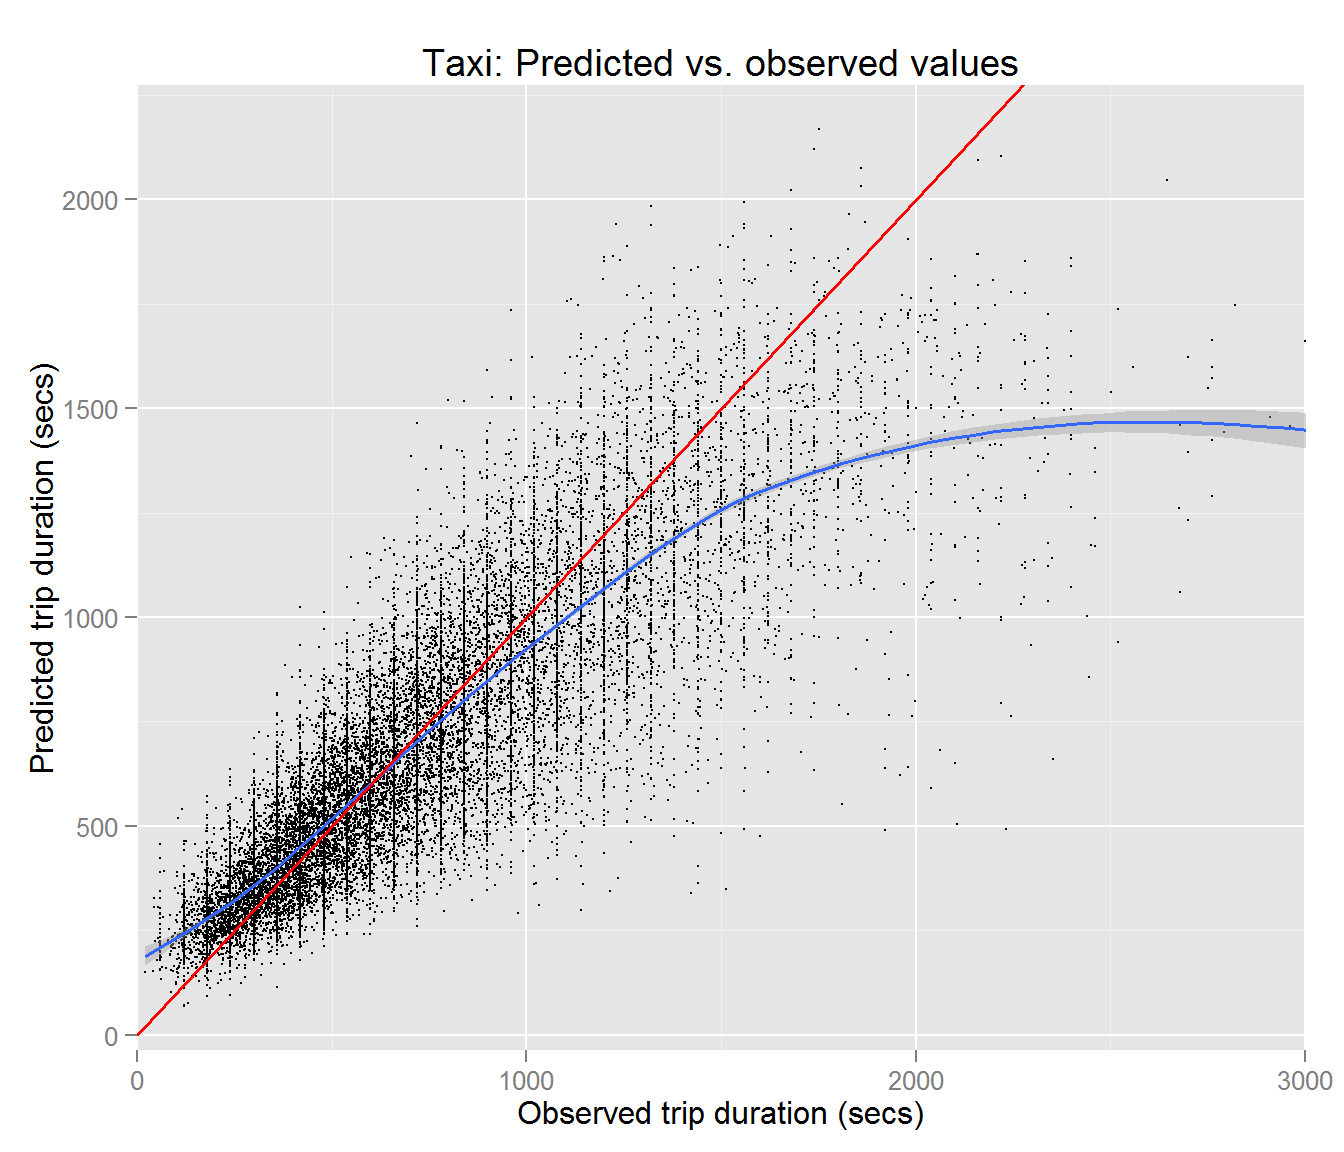 Taxi: Predicted vs. observed values
Predicted trip duration (secs)
2000
1500
1000
500
0
0 1000 2000 3000
Observed trip duration (secs)